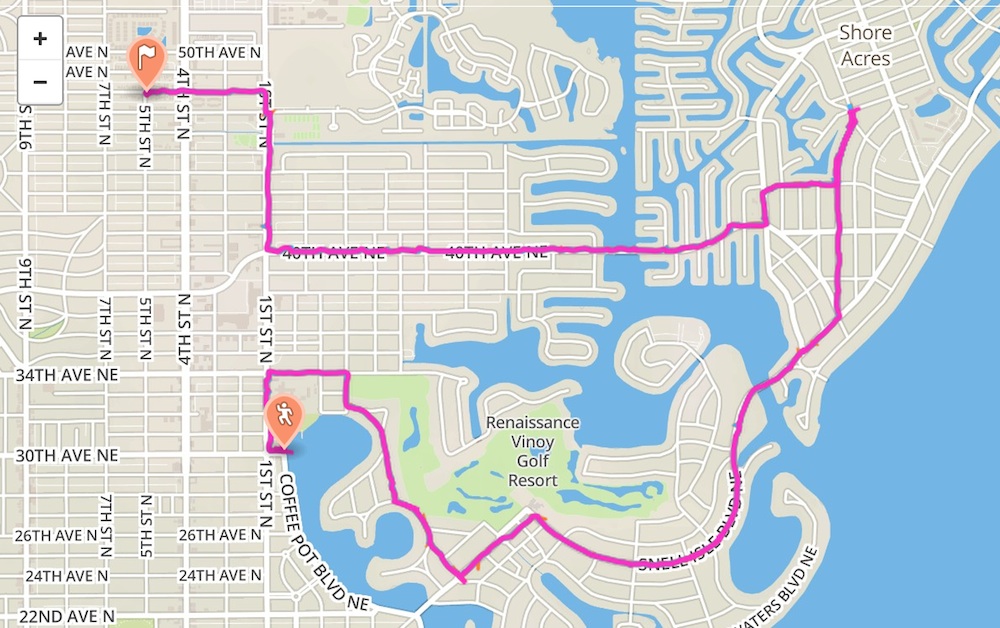 +
−
AVE N
AVE N
50TH AVE N
4TH ST N
7TH ST N
5TH ST N
9TH S
Shore
Acres
40TH AVE NE
40TH AVE NE
9TH ST N
7TH ST N
5TH ST N
4TH ST N
1ST ST N
34TH AVE NE
30TH AVE NE
Renaissance
Vinoy
Golf
Resort
1ST ST N
COFFEE POT BLVD NE
7TH ST N
5TH ST N
26TH AVE N
26TH AVE N
24TH AVE N
24TH AVE N
22ND AVE N
SNELL ISLE BLVD NE
WATERS BLVD NE